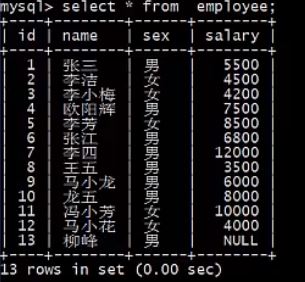 mysql> select * from  employee;
+----+--------+-----+--------+
| id | name | sex | salary |
+----+--------+-----+--------+
| 1 | 张三 | 男 | 5500 |
| 2 | 李洁 | 女 | 4500 |
| 3 | 李小梅 | 女 | 4200 |
| 4 | 欧阳辉 | 男 | 7500 |
| 5 | 李芳 | 女 | 8500 |
| 6 | 张江 | 男 | 6800 |
| 7 | 李四 | 男 | 12000 |
| 8 | 王五 | 男 | 3500 |
| 9 | 马小龙 | 男 | 6000 |
| 10 | 龙五 | 男 | 8000 |
| 11 | 冯小芳 | 女 | 10000 |
| 12 | 马小花 | 女 | 4000 |
| 13 | 柳峰 | 男 | NULL |
+----+--------+-----+--------+
13 rows in set (0.00 sec)